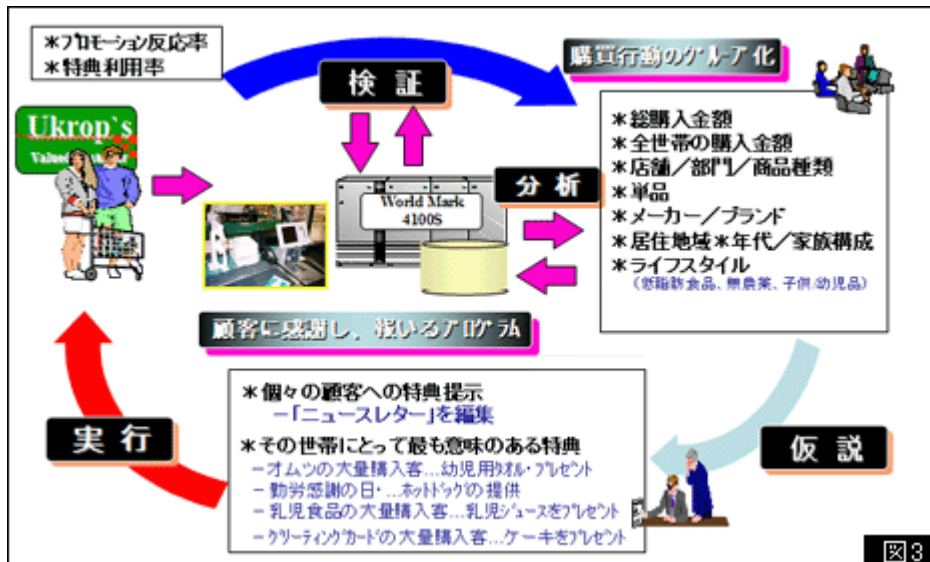 *プロモーション反応率
*特典利用率
検 証
購買行動のグループ化
Ukrop`s
Valued
World Mark
4100S
分 析
*総購入金額
*全世帯の購入金額
*店舗/部門/商品種類
*単品
*メーカー/ブランド
*居住地域*年代/家族構成
*ライフスタイル
(低脂肪食品、無農薬、子供/幼児品)
顧客に感謝し、報いるプログラム
*個々の顧客への特典提示
-「ニュースレター」を編集
*その世帯にとって最も意味のある特典
-オムツの大量購入客...幼児用タオル・プレゼント
-勤労感謝の日・...ホットドッグの提供
-乳児食品の大量購入客...乳児ジュースをプレゼント
-クリーティングカードの大量購入客...ケーキをプレゼント
実 行
仮 説
図3